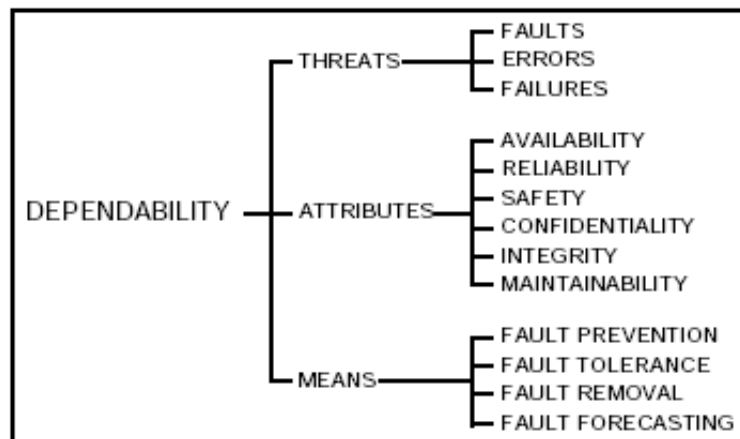 DEPENDABILITY
THREATS
FAULTS
ERRORS
FAILURES
ATTRIBUTES
AVAILABILITY
RELIABILITY
SAFETY
CONFIDENTIALITY
INTEGRITY
MAINTAINABILITY
MEANS
FAULT PREVENTION
FAULT TOLERANCE
FAULT REMOVAL
FAULT FORECASTING